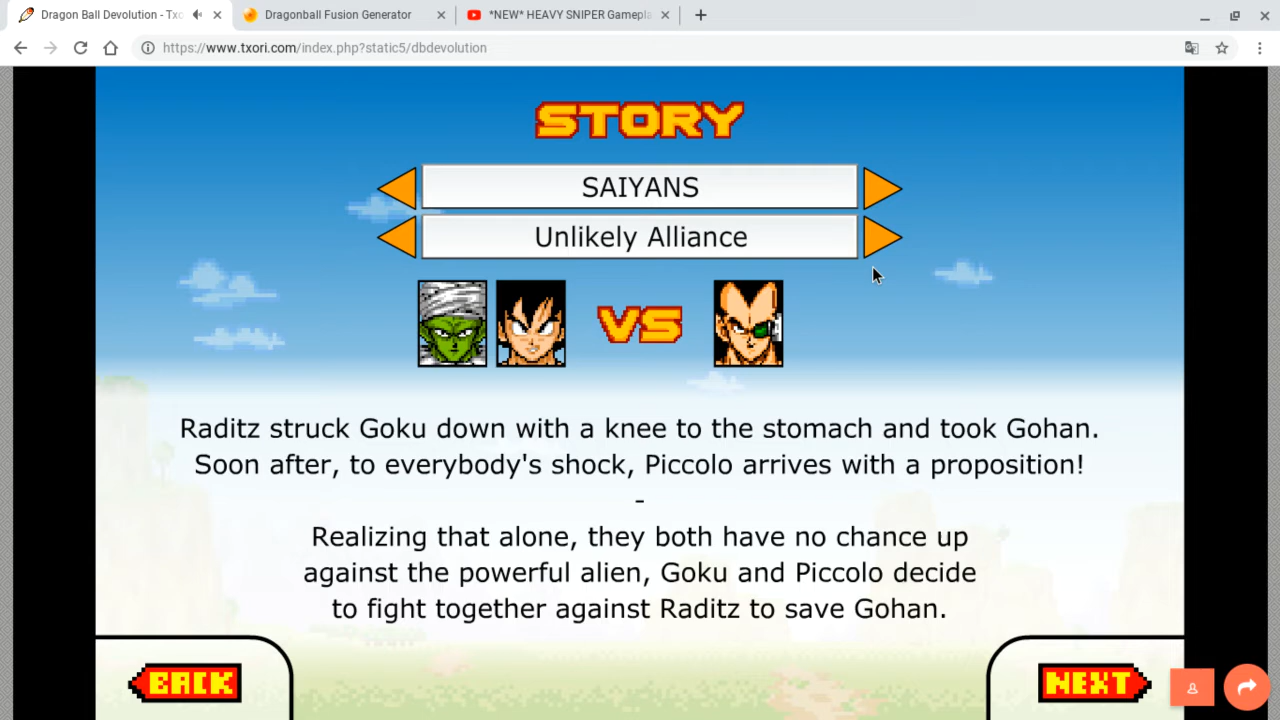 Dragon Ball Devolution - Txo
Dragonball Fusion Generator
*NEW* HEAVY SNIPER Gamepla
https://www.txori.com/index.php?static5/dbdevolution
STORY
SAIYANS
Unlikely Alliance
VS
Raditz struck Goku down with a knee to the stomach and took Gohan.
Soon after, to everybody's shock, Piccolo arrives with a proposition!
-
Realizing that alone, they both have no chance up
against the powerful alien, Goku and Piccolo decide
to fight together against Raditz to save Gohan.
BACK
NEXT